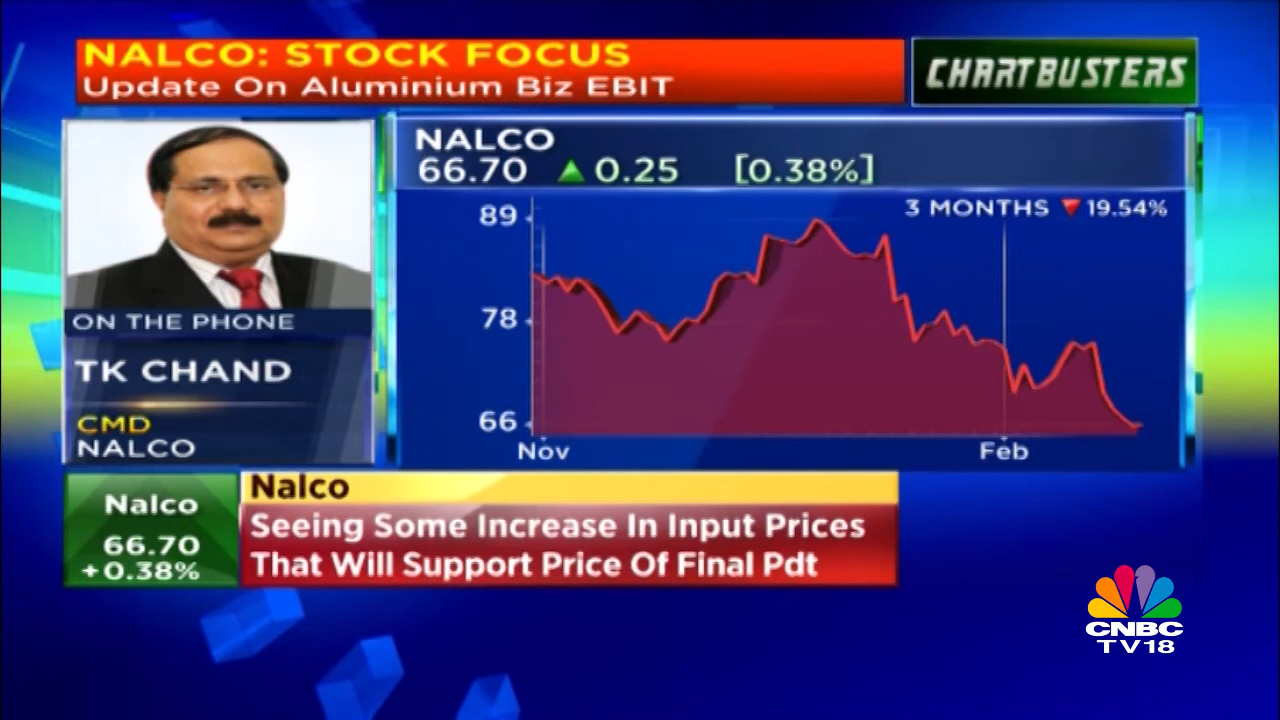 NALCO: STOCK FOCUS
Update On Aluminium Biz EBIT
CHARTBUSTERS
NALCO
66.70 ▲ 0.25 [0.38%]
3 MONTHS ▼ 19.54%
89
78
66
Nov Feb
ON THE PHONE
TK CHAND
CMD
NALCO
Nalco
66.70
+0.38%
Nalco
Seeing Some Increase In Input Prices
That Will Support Price Of Final Pdt
CNBC
TV18